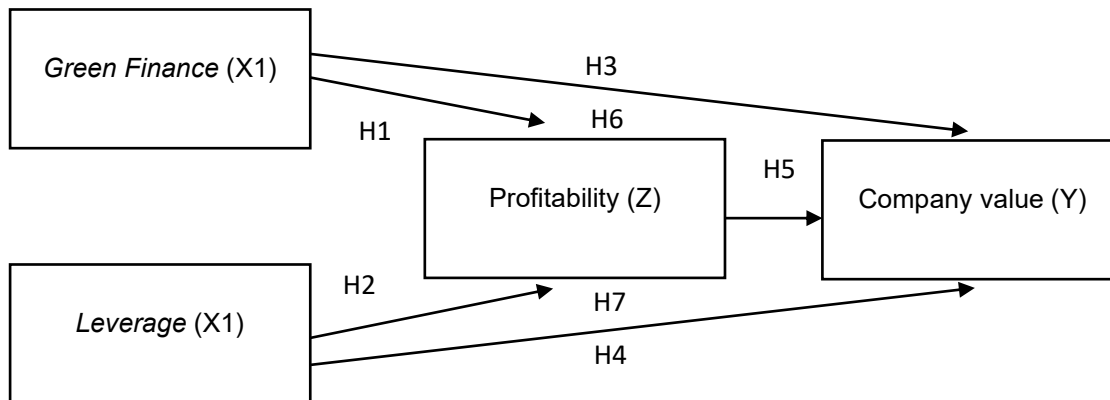 Green Finance (X1)
H3
H1
H6
Profitability (Z)
H5
Company value (Y)
H2
H7
Leverage (X1)
H4